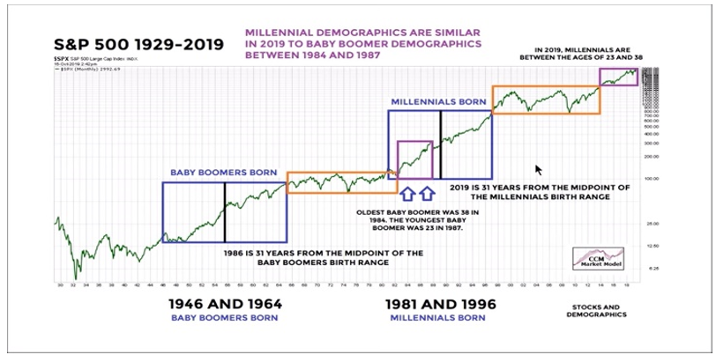 S&P 500 1929-2019
$SPX S&P 500 Large Cap Index INDX
MILLENNIAL DEMOGRAPHICS ARE SIMILAR
IN 2019 TO BABY BOOMER DEMOGRAPHICS
BETWEEN 1984 AND 1987
IN 2019, MILLENNIALS ARE
BETWEEN THE AGES OF 23 AND 38
MILLENNIALS BORN
BABY BOOMERS BORN
2019 IS 31 YEARS FROM THE MIDPOINT OF
THE MILLENNIALS BIRTH RANGE
OLDEST BABY BOOMER WAS 38 IN
1984. THE YOUNGEST BABY
BOOMER WAS 23 IN 1987.
1986 IS 31 YEARS FROM THE MIDPOINT OF THE
BABY BOOMERS BIRTH RANGE
CCM
Market Model
1946 AND 1964
BABY BOOMERS BORN
1981 AND 1996
MILLENNIALS BORN
STOCKS AND
DEMOGRAPHICS